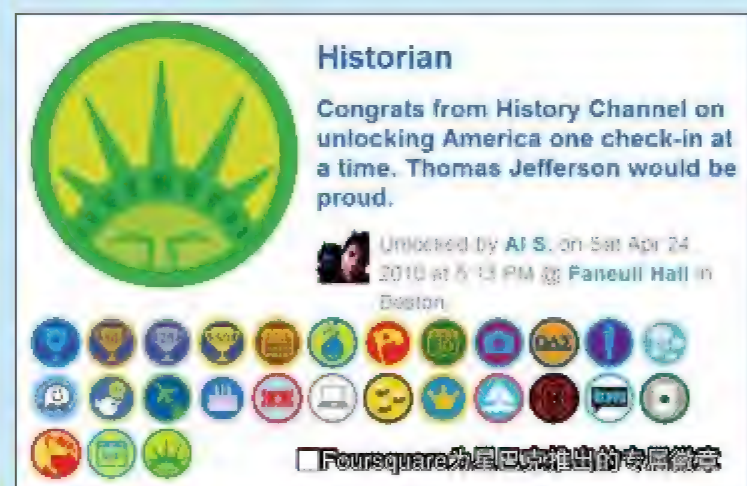 Historian
Congrats from History Channel on
unlocking America one check-in at
a time. Thomas Jefferson would be
proud.
Unlocked by Al S. on Sat Apr 24
2010 at 5:13 PM @ Faneuil Hall in
Boston
Foursquare为星巴克推出的专属徽章